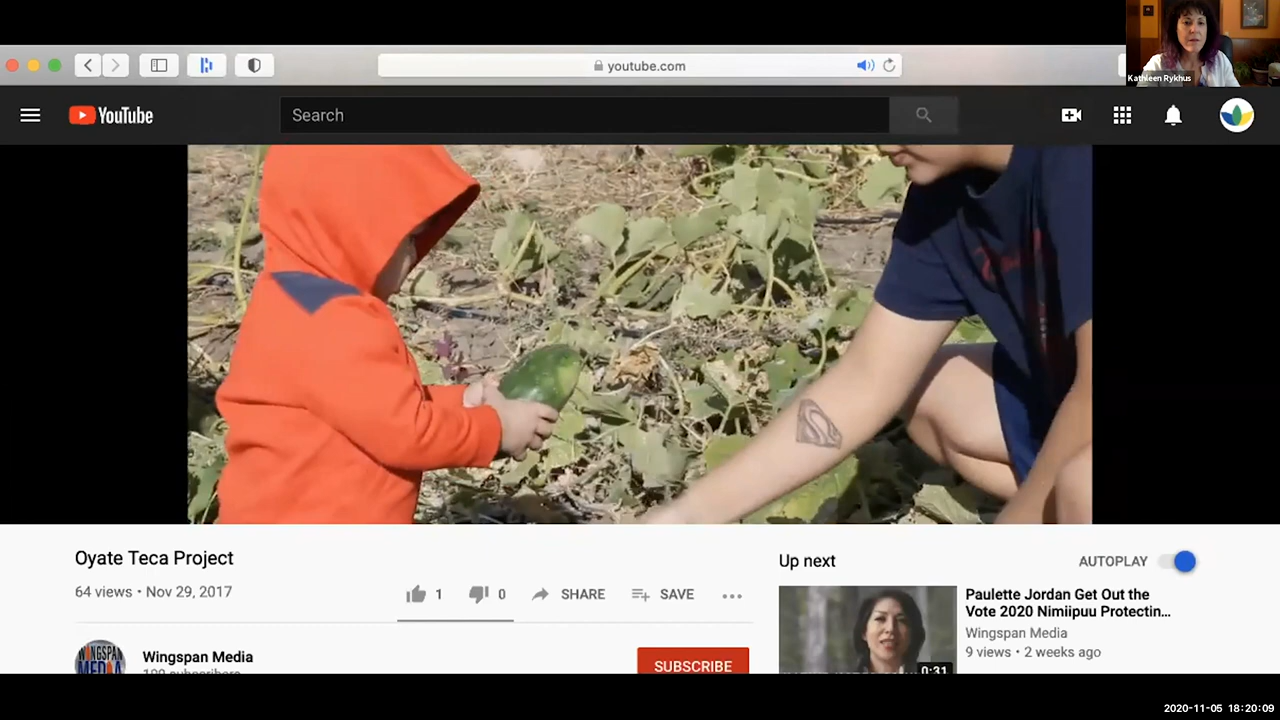 youtube.com
Kathleen Rykhus
YouTube
Search
Oyate Teca Project
64 views • Nov 29, 2017
1
0
SHARE
SAVE
Up next
AUTOPLAY
Paulette Jordan Get Out the
Vote 2020 Nimiipuu Protectin...
Wingspan Media
9 views • 2 weeks ago
0:31
WINGSPAN
MEDIA
Wingspan Media
SUBSCRIBE
2020-11-05 18:20:09